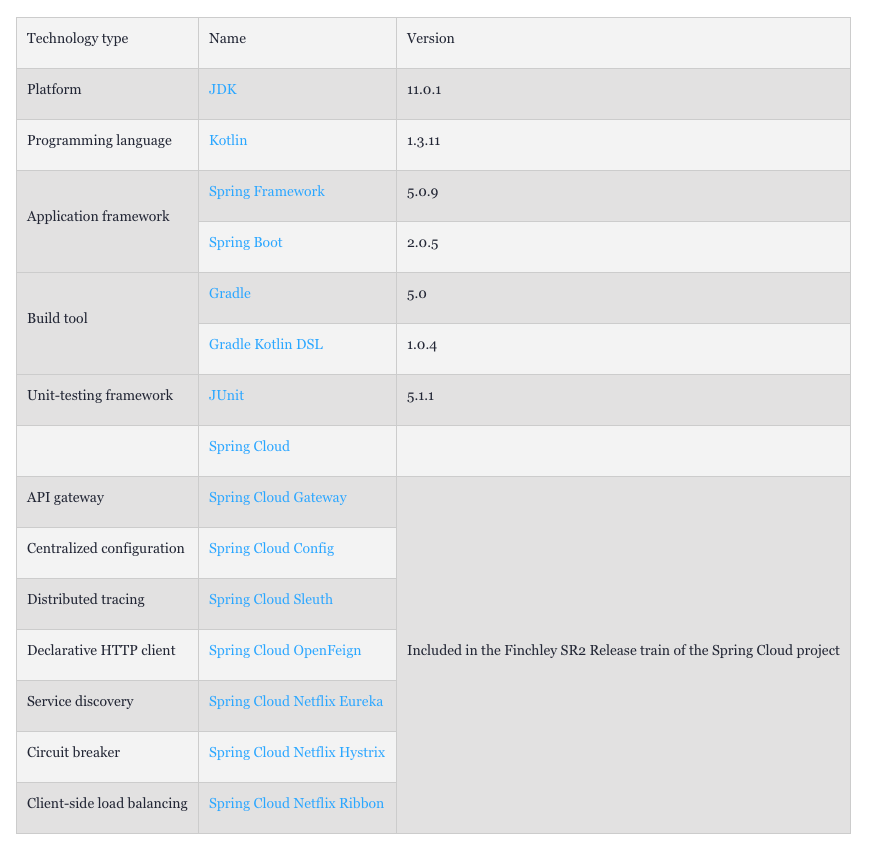 Technology type Name Version
Platform JDK 11.0.1
Programming language Kotlin 1.3.11
Application framework Spring Framework 5.0.9
Spring Boot 2.0.5
Build tool Gradle 5.0
Gradle Kotlin DSL 1.0.4
Unit-testing framework JUnit 5.1.1
Spring Cloud
API gateway Spring Cloud Gateway
Centralized configuration Spring Cloud Config
Distributed tracing Spring Cloud Sleuth
Declarative HTTP client Spring Cloud OpenFeign Included in the Finchley SR2 Release train of the Spring Cloud project
Service discovery Spring Cloud Netflix Eureka
Circuit breaker Spring Cloud Netflix Hystrix
Client-side load balancing Spring Cloud Netflix Ribbon